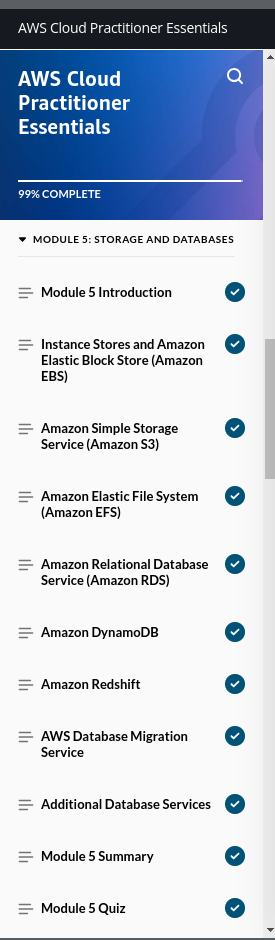 AWS Cloud Practitioner Essentials
AWS Cloud
Practitioner
Essentials
99% COMPLETE
MODULE 5: STORAGE AND DATABASES
Module 5 Introduction
Instance Stores and Amazon
Elastic Block Store (Amazon
EBS)
Amazon Simple Storage
Service (Amazon S3)
Amazon Elastic File System
(Amazon EFS)
Amazon Relational Database
Service (Amazon RDS)
Amazon DynamoDB
Amazon Redshift
AWS Database Migration
Service
Additional Database Services
Module 5 Summary
Module 5 Quiz